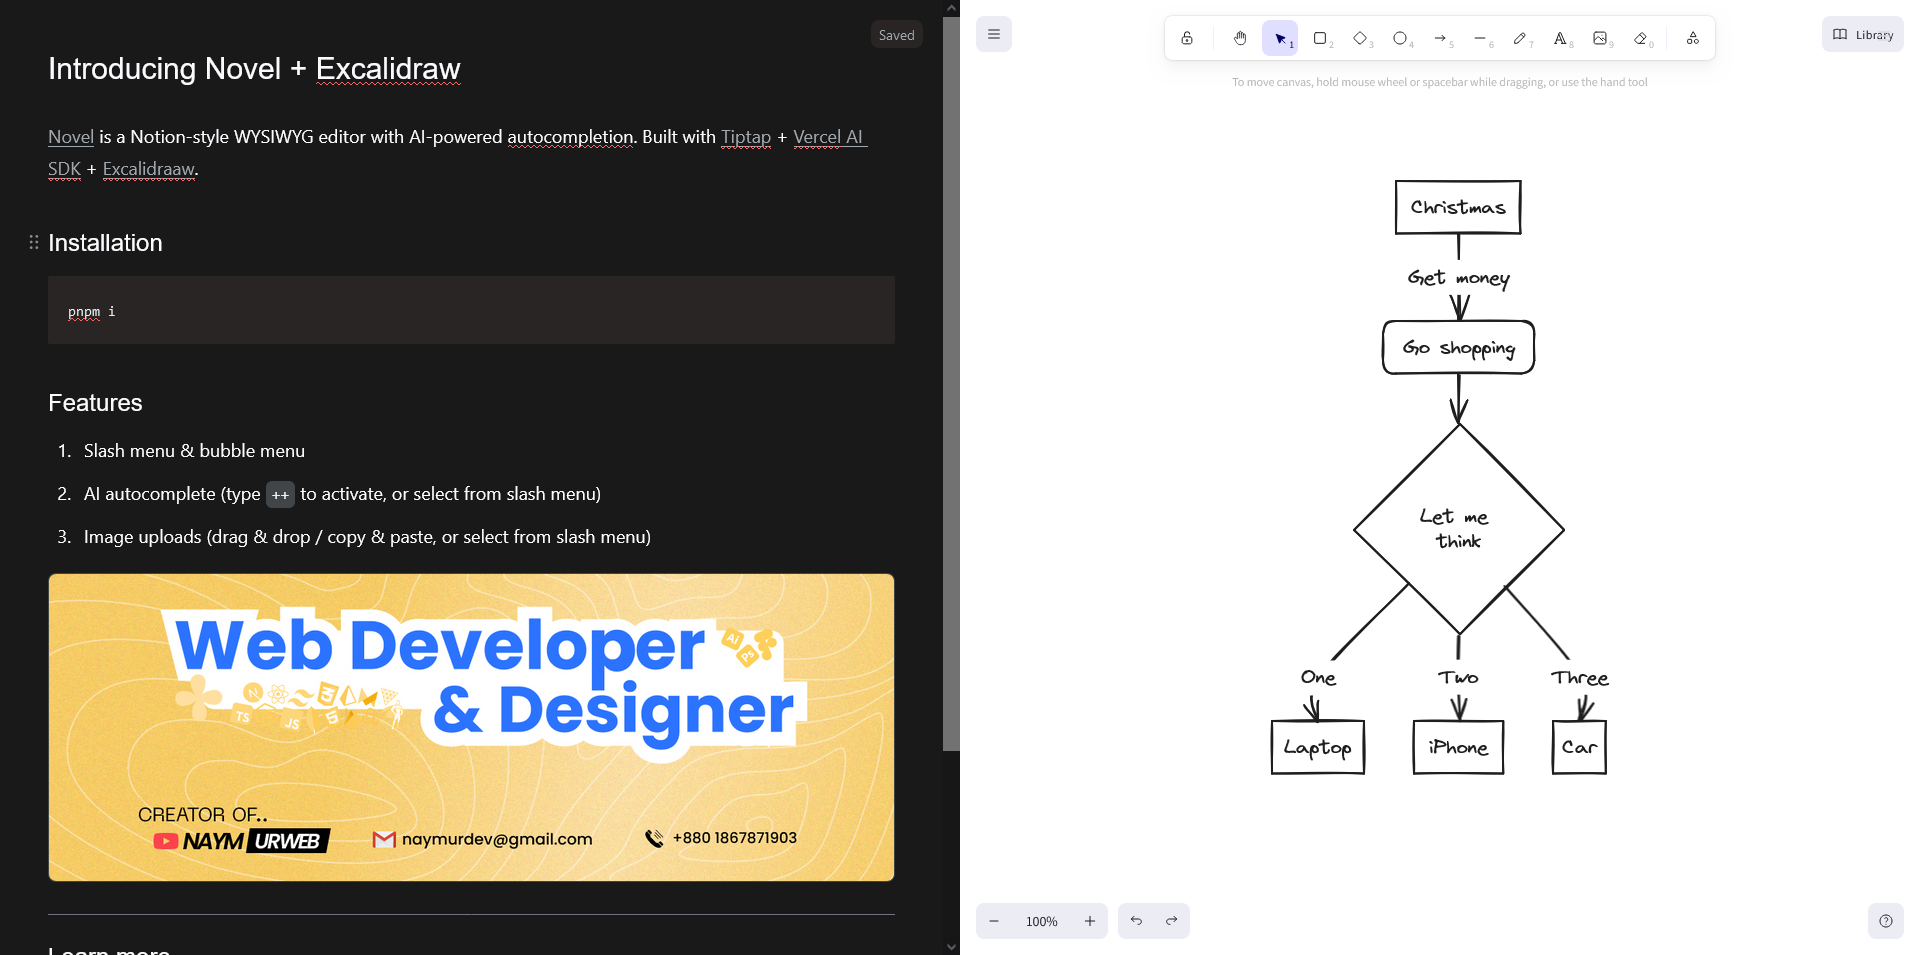 Saved
Introducing Novel + Excalidraw
Novel is a Notion-style WYSIWYG editor with AI-powered autocompletion. Built with Tiptap + Vercel AI
SDK + Excalidraaw.
Installation
pnpm i
Features
1. Slash menu & bubble menu
2. AI autocomplete (type ++ to activate, or select from slash menu)
3. Image uploads (drag & drop / copy & paste, or select from slash menu)
Web Developer
& Designer
Ai
Ps
N
TS
JS
CREATOR OF..
NAYM URWEB
naymurdev@gmail.com
+880 1867871903
Learn more
1
2
3
4
5
6
7
A 8
9
0
Library
To move canvas, hold mouse wheel or spacebar while dragging, or use the hand tool
Christmas
Get money
Go shopping
Let me
think
One
Two
Three
Laptop
iPhone
Car
100%